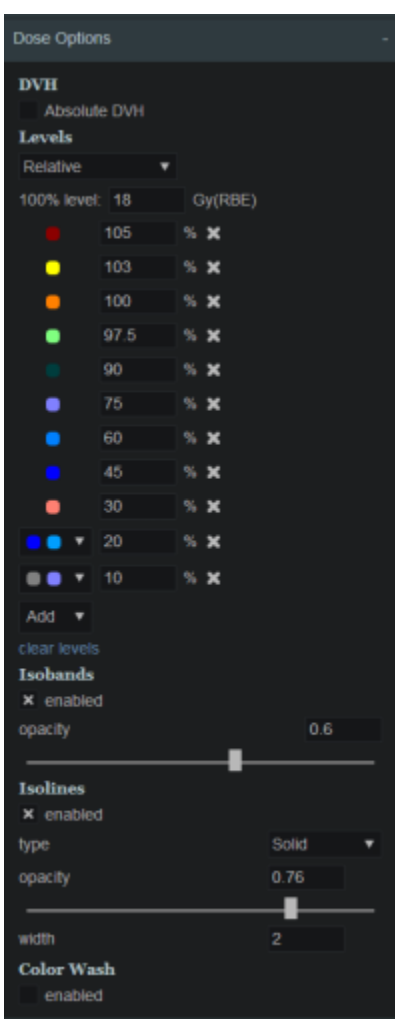 Dose Options -
DVH
Absolute DVH
Levels
Relative
100% level: 18 Gy(RBE)
105 %
103 %
100 %
97.5 %
90 %
75 %
60 %
45 %
30 %
20 %
10 %
Add
clear levels
Isobands
enabled
opacity 0.6
Isolines
enabled
type Solid
opacity 0.76
width 2
Color Wash
enabled